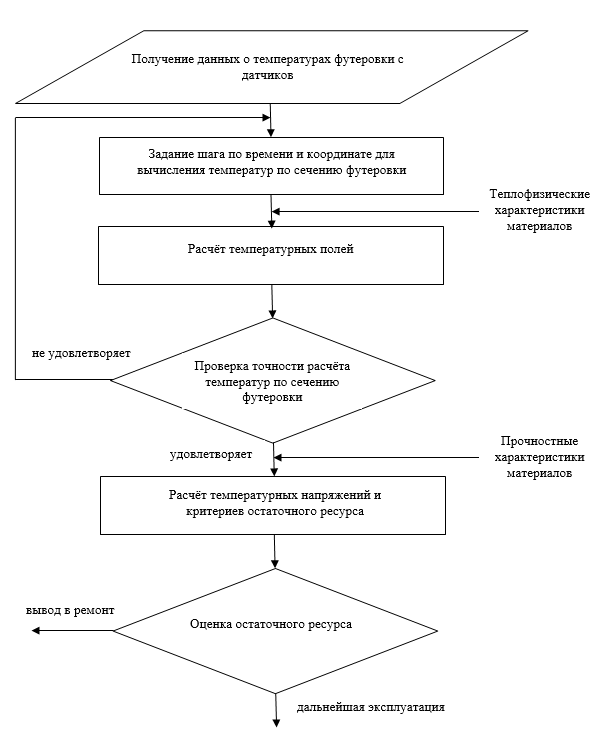 Получение данных о температурах футеровки с
датчиков
Задание шага по времени и координате для
вычисления температур по сечению футеровки
Теплофизические
характеристики
материалов
Расчёт температурных полей
не удовлетворяет
Проверка точности расчёта
температур по сечению
футеровки
удовлетворяет
Прочностные
характеристики
материалов
Расчёт температурных напряжений и
критериев остаточного ресурса
вывод в ремонт
Оценка остаточного ресурса
дальнейшая эксплуатация